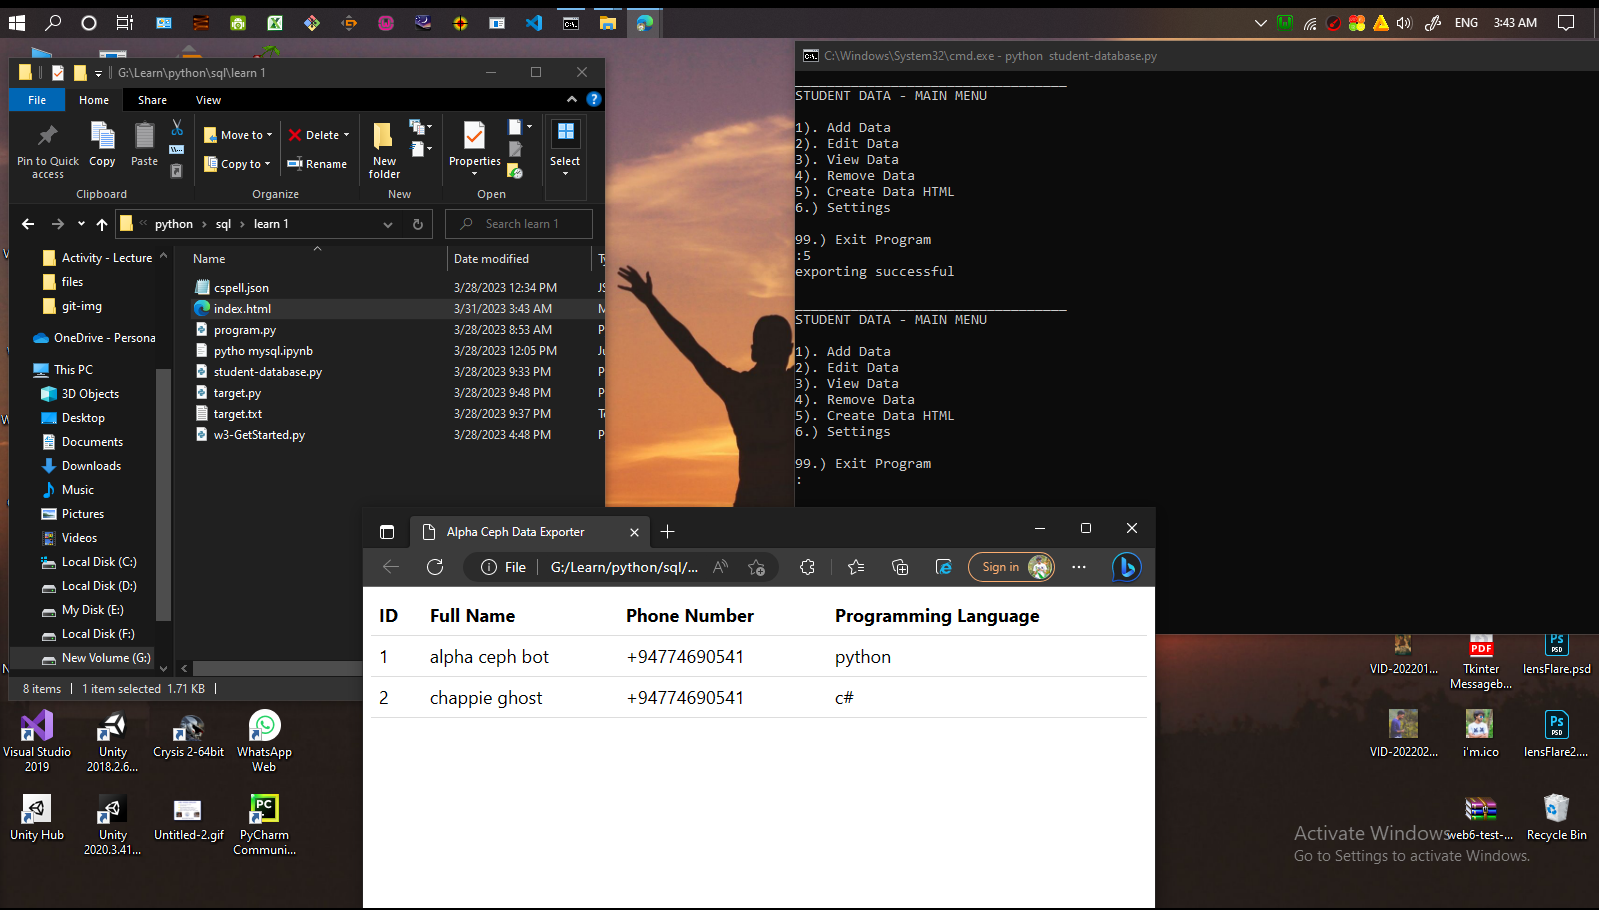 ENG
3:43 AM
G:\Learn\python\sql\learn 1
File
Home
Share
View
Pin to Quick
access
Copy
Paste
Move to
Copy to
Delete
Rename
New
folder
Properties
Select
Clipboard
Organize
New
Open
python
sql
learn 1
Search learn 1
Activity - Lecture
files
git-img
OneDrive - Persona
This PC
3D Objects
Desktop
Documents
Downloads
Music
Pictures
Videos
Local Disk (C:)
Local Disk (D:)
My Disk (E:)
Local Disk (F:)
New Volume (G:)
Name Date modified
cspell.json 3/28/2023 12:34 PM
index.html 3/31/2023 3:43 AM
program.py 3/28/2023 8:53 AM
pytho mysql.ipynb 3/28/2023 12:05 PM
student-database.py 3/28/2023 9:33 PM
target.py 3/28/2023 9:48 PM
target.txt 3/28/2023 9:37 PM
w3-GetStarted.py 3/28/2023 4:48 PM
8 items
1 item selected 1.71 KB
C:\Windows\System32\cmd.exe - python student-database.py
STUDENT DATA - MAIN MENU
1). Add Data
2). Edit Data
3). View Data
4). Remove Data
5). Create Data HTML
6.) Settings
99.) Exit Program
:5
exporting successful
STUDENT DATA - MAIN MENU
1). Add Data
2). Edit Data
3). View Data
4). Remove Data
5). Create Data HTML
6.) Settings
99.) Exit Program
:
Alpha Ceph Data Exporter
File
G:/Learn/python/sql/...
Sign in
ID Full Name Phone Number Programming Language
1 alpha ceph bot +94774690541 python
2 chappie ghost +94774690541 c#
Visual Studio
2019
Unity
2018.2.6...
Crysis 2-64bit
WhatsApp
Web
Unity Hub
Unity
2020.3.41...
Untitled-2.gif
PC
PyCharm
Communi...
VID-202201...
PDF
Tkinter
Messageb...
Ps
PSD
lensFlare.psd
VID-202202...
i'm.ico
Ps
PSD
lensFlare2....
web6-test-...
Recycle Bin
Activate Windows
Go to Settings to activate Windows.